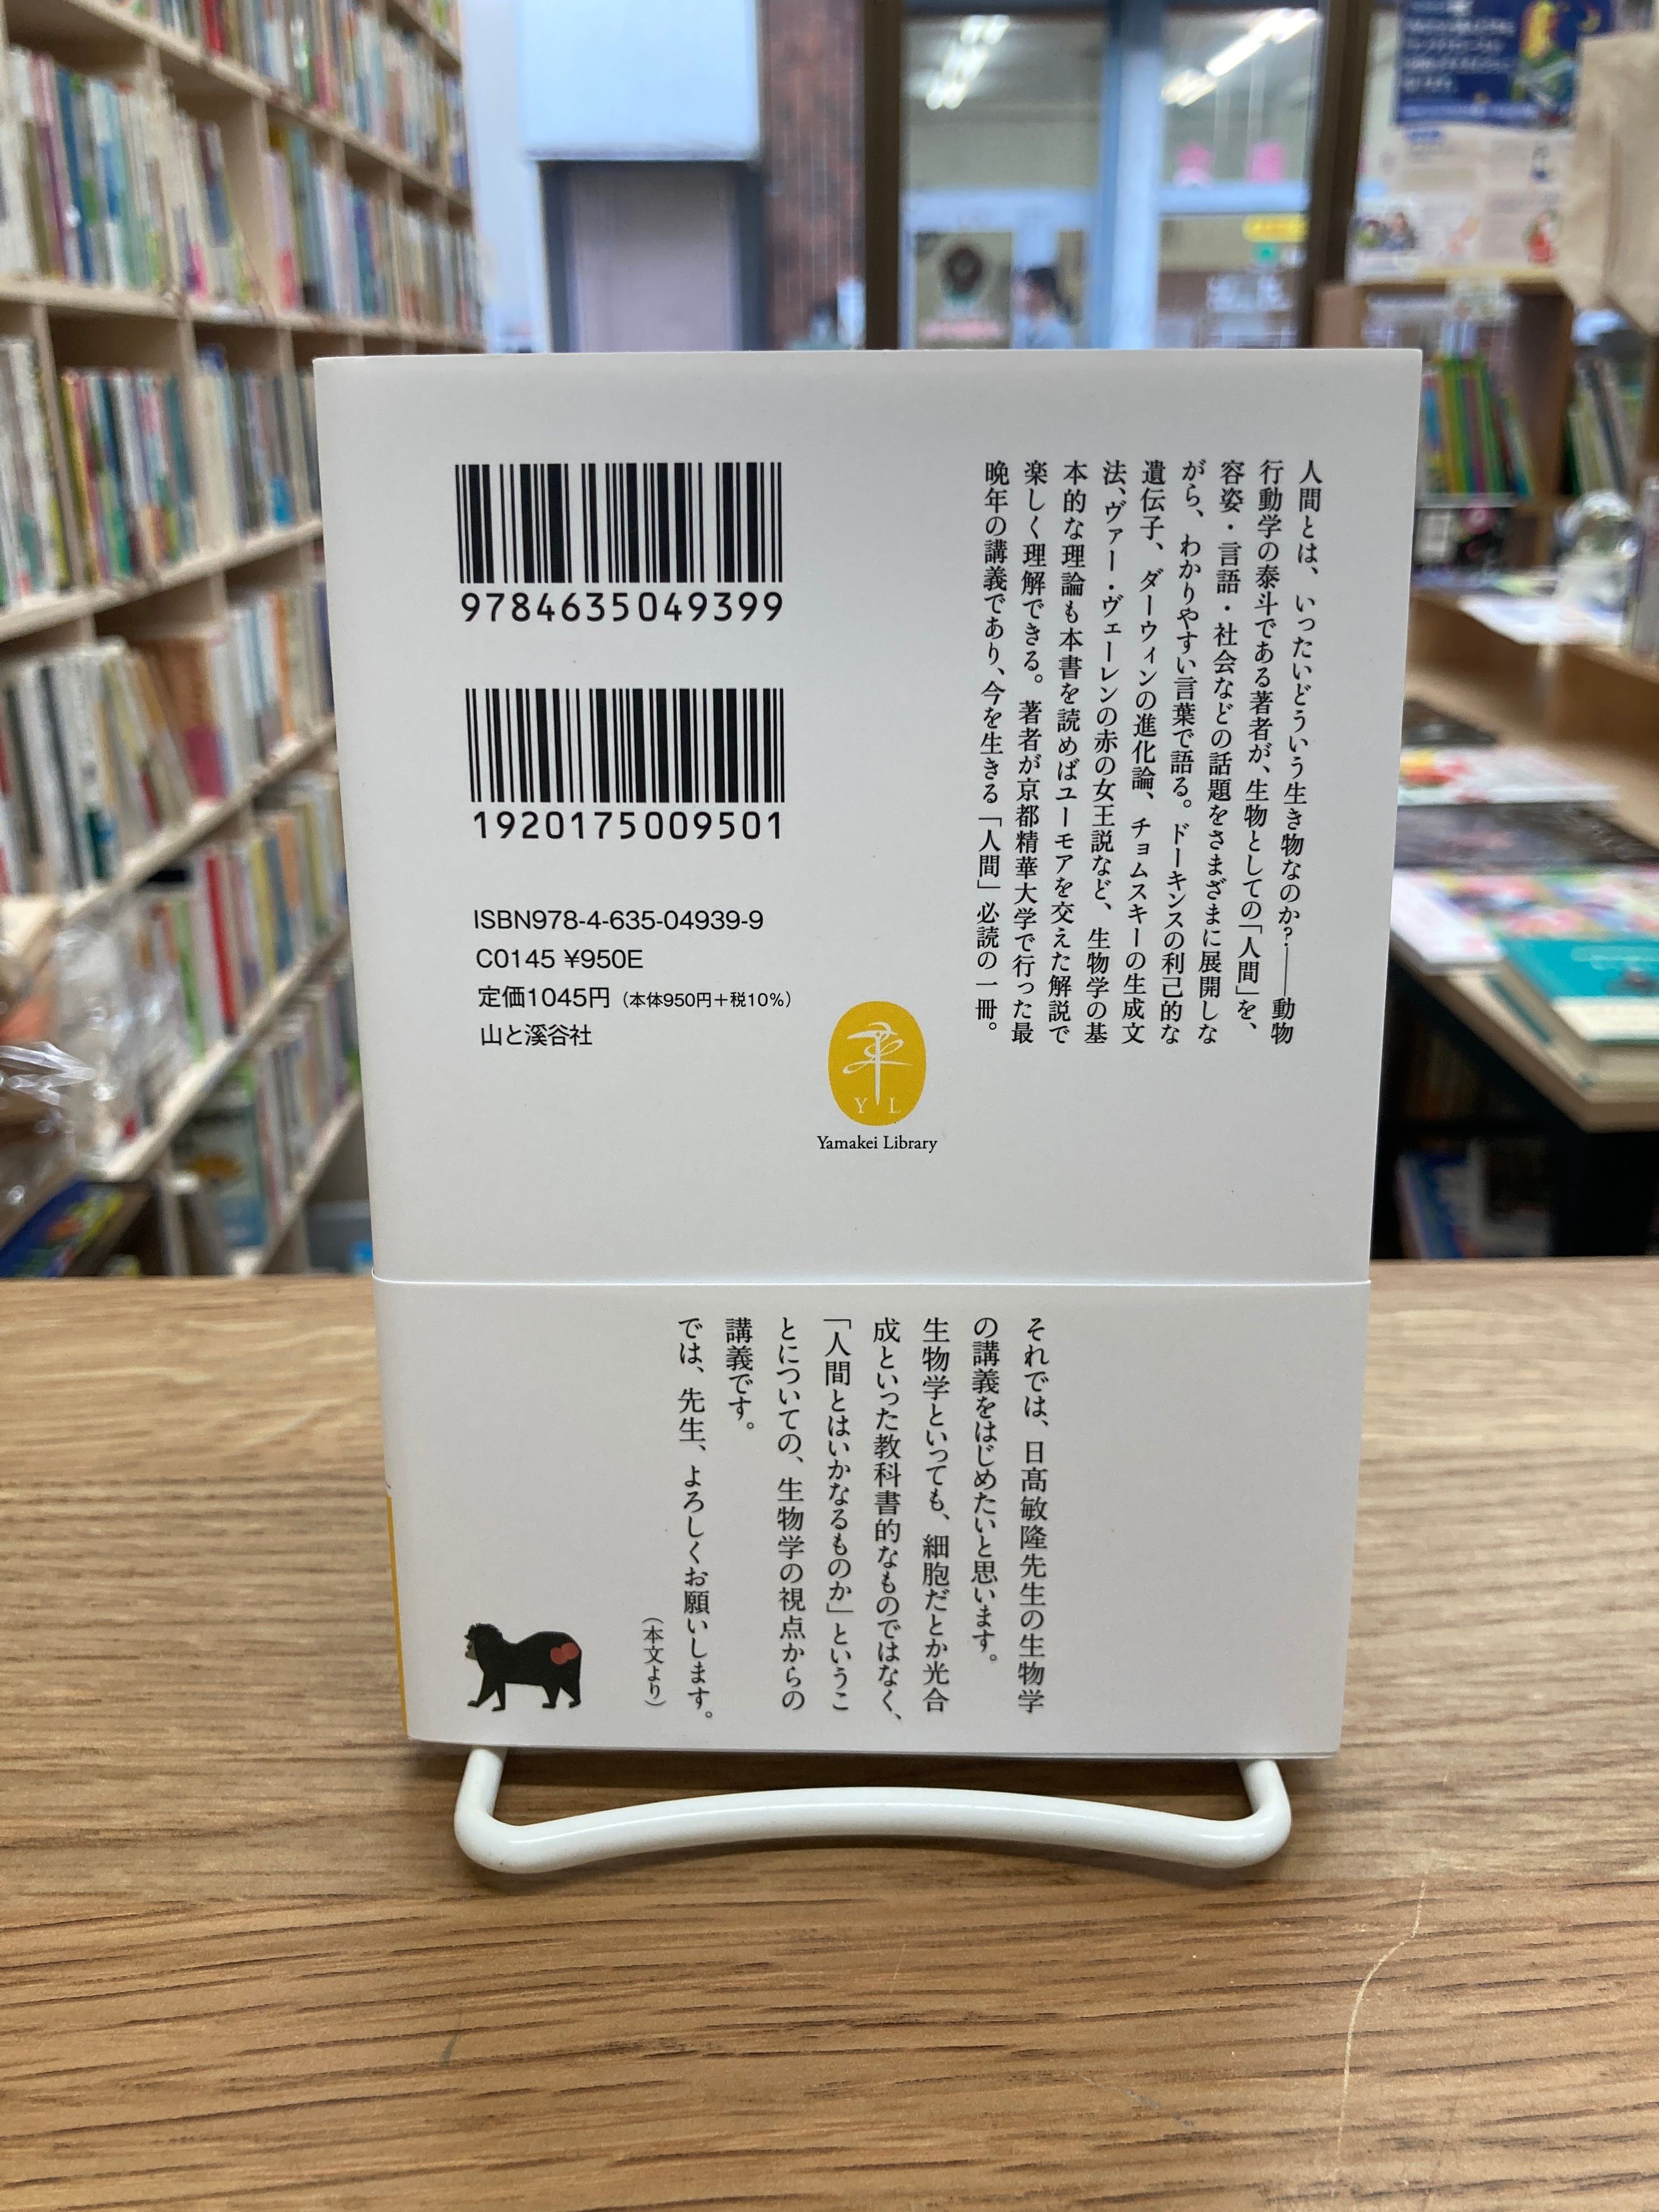 人間とは、いったいどういう生き物なのか?――動物
行動学の泰斗である著者が、生物としての「人間」を、
容姿・言語・社会などの話題をさまざまに展開しな
がら、わかりやすい言葉で語る。ドーキンスの利己的な
遺伝子、ダーウィンの進化論、チョムスキーの生成文
法、ヴァー・ヴェーレンの赤の女王説など、生物学の基
本的な理論も本書を読めばユーモアを交えた解説で
楽しく理解できる。著者が京都精華大学で行った最
晩年の講義であり、今を生きる「人間」必読の一冊。
9784635049399
1920175009501
ISBN978-4-635-04939-9
C0145 ¥950E
定価1045円（本体950円+税10%）
山と溪谷社
Y L
Yamakei Library
それでは、日髙敏隆先生の生物学
の講義をはじめたいと思います。
生物学といっても、細胞だとか光合
成といった教科書的なものではなく、
「人間とはいかなるものか」というこ
とについての、生物学の視点からの
講義です。
では、先生、よろしくお願いします。
（本文より）